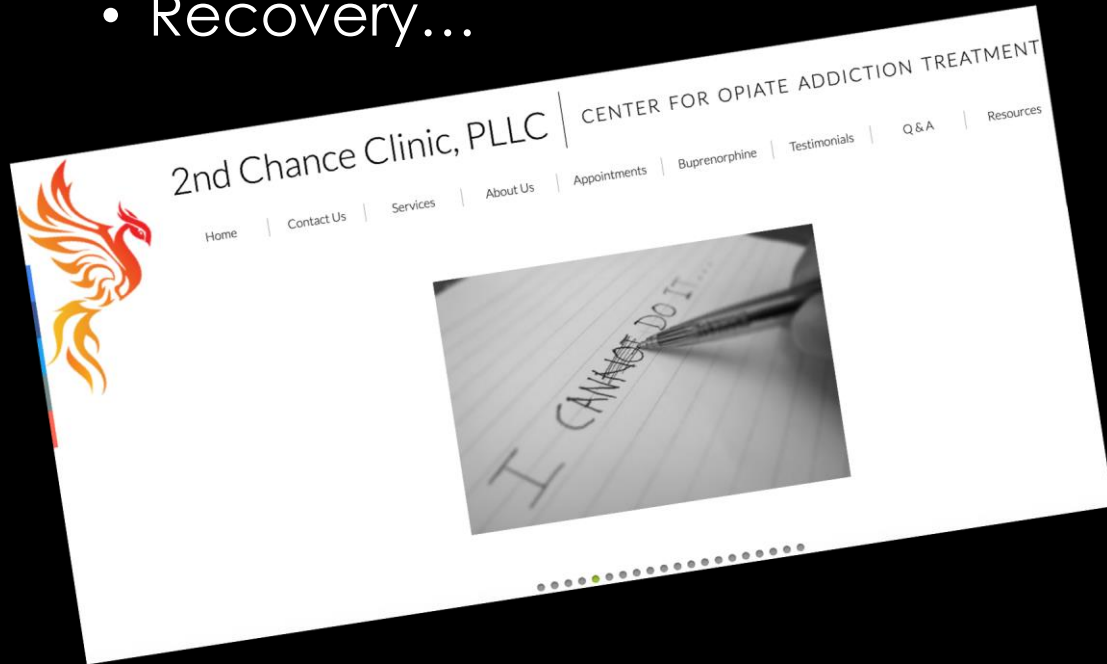 • Recovery…
2nd Chance Clinic, PLLC | CENTER FOR OPIATE ADDICTION TREATMENT
Home | Contact Us | Services | About Us | Appointments | Buprenorphine | Testimonials | Q & A | Resources
I CANNOT DO IT...